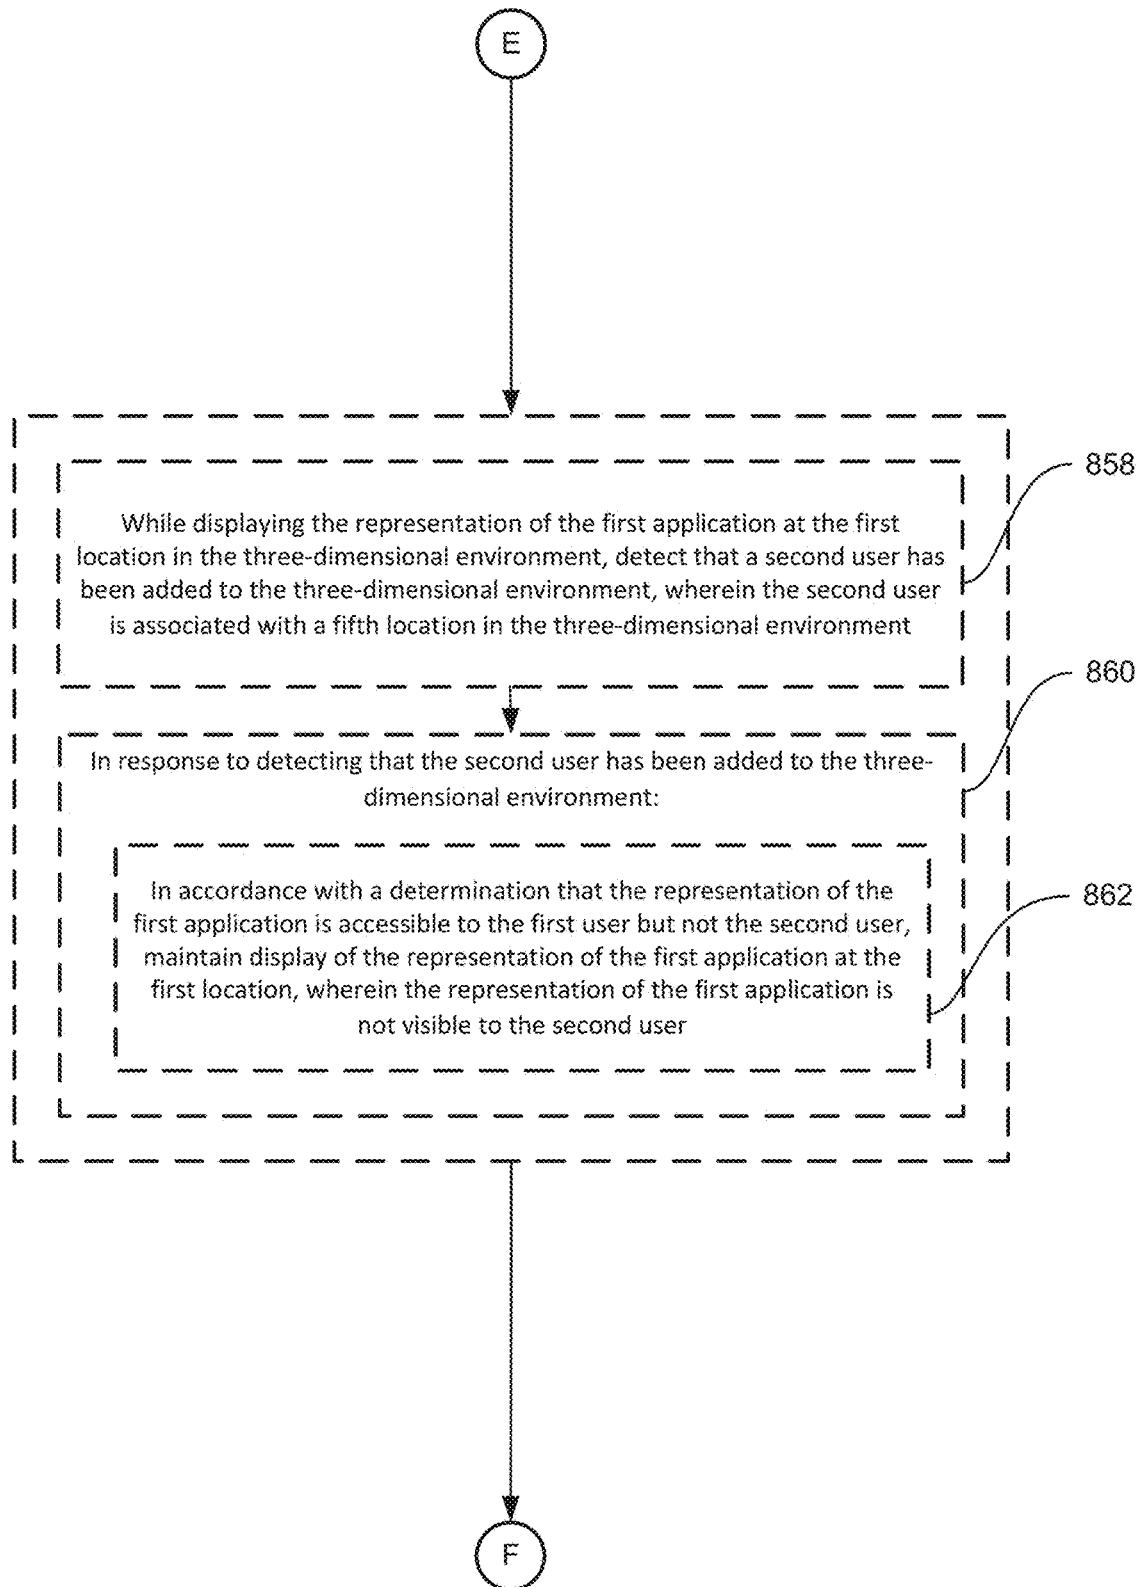 E
While displaying the representation of the first application at the first
location in the three-dimensional environment, detect that a second user has
been added to the three-dimensional environment, wherein the second user
is associated with a fifth location in the three-dimensional environment
858
In response to detecting that the second user has been added to the three-
dimensional environment:
860
In accordance with a determination that the representation of the
first application is accessible to the first user but not the second user,
maintain display of the representation of the first application at the
first location, wherein the representation of the first application is
not visible to the second user
862
F